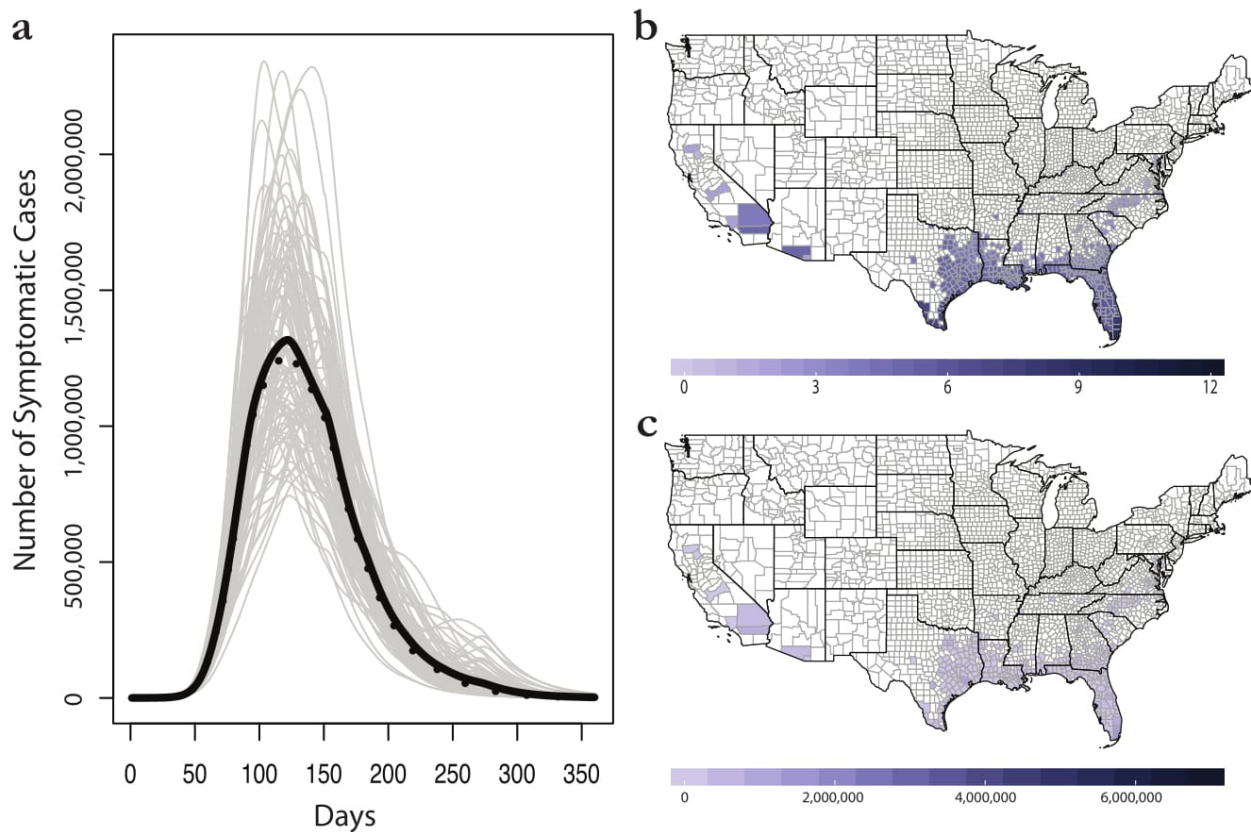 a
Number of Symptomatic Cases
2,000,000
1,500,000
1,000,000
500,000
0
0 50 100 150 200 250 300 350
Days
b
0 3 6 9 12
c
0 2,000,000 4,000,000 6,000,000